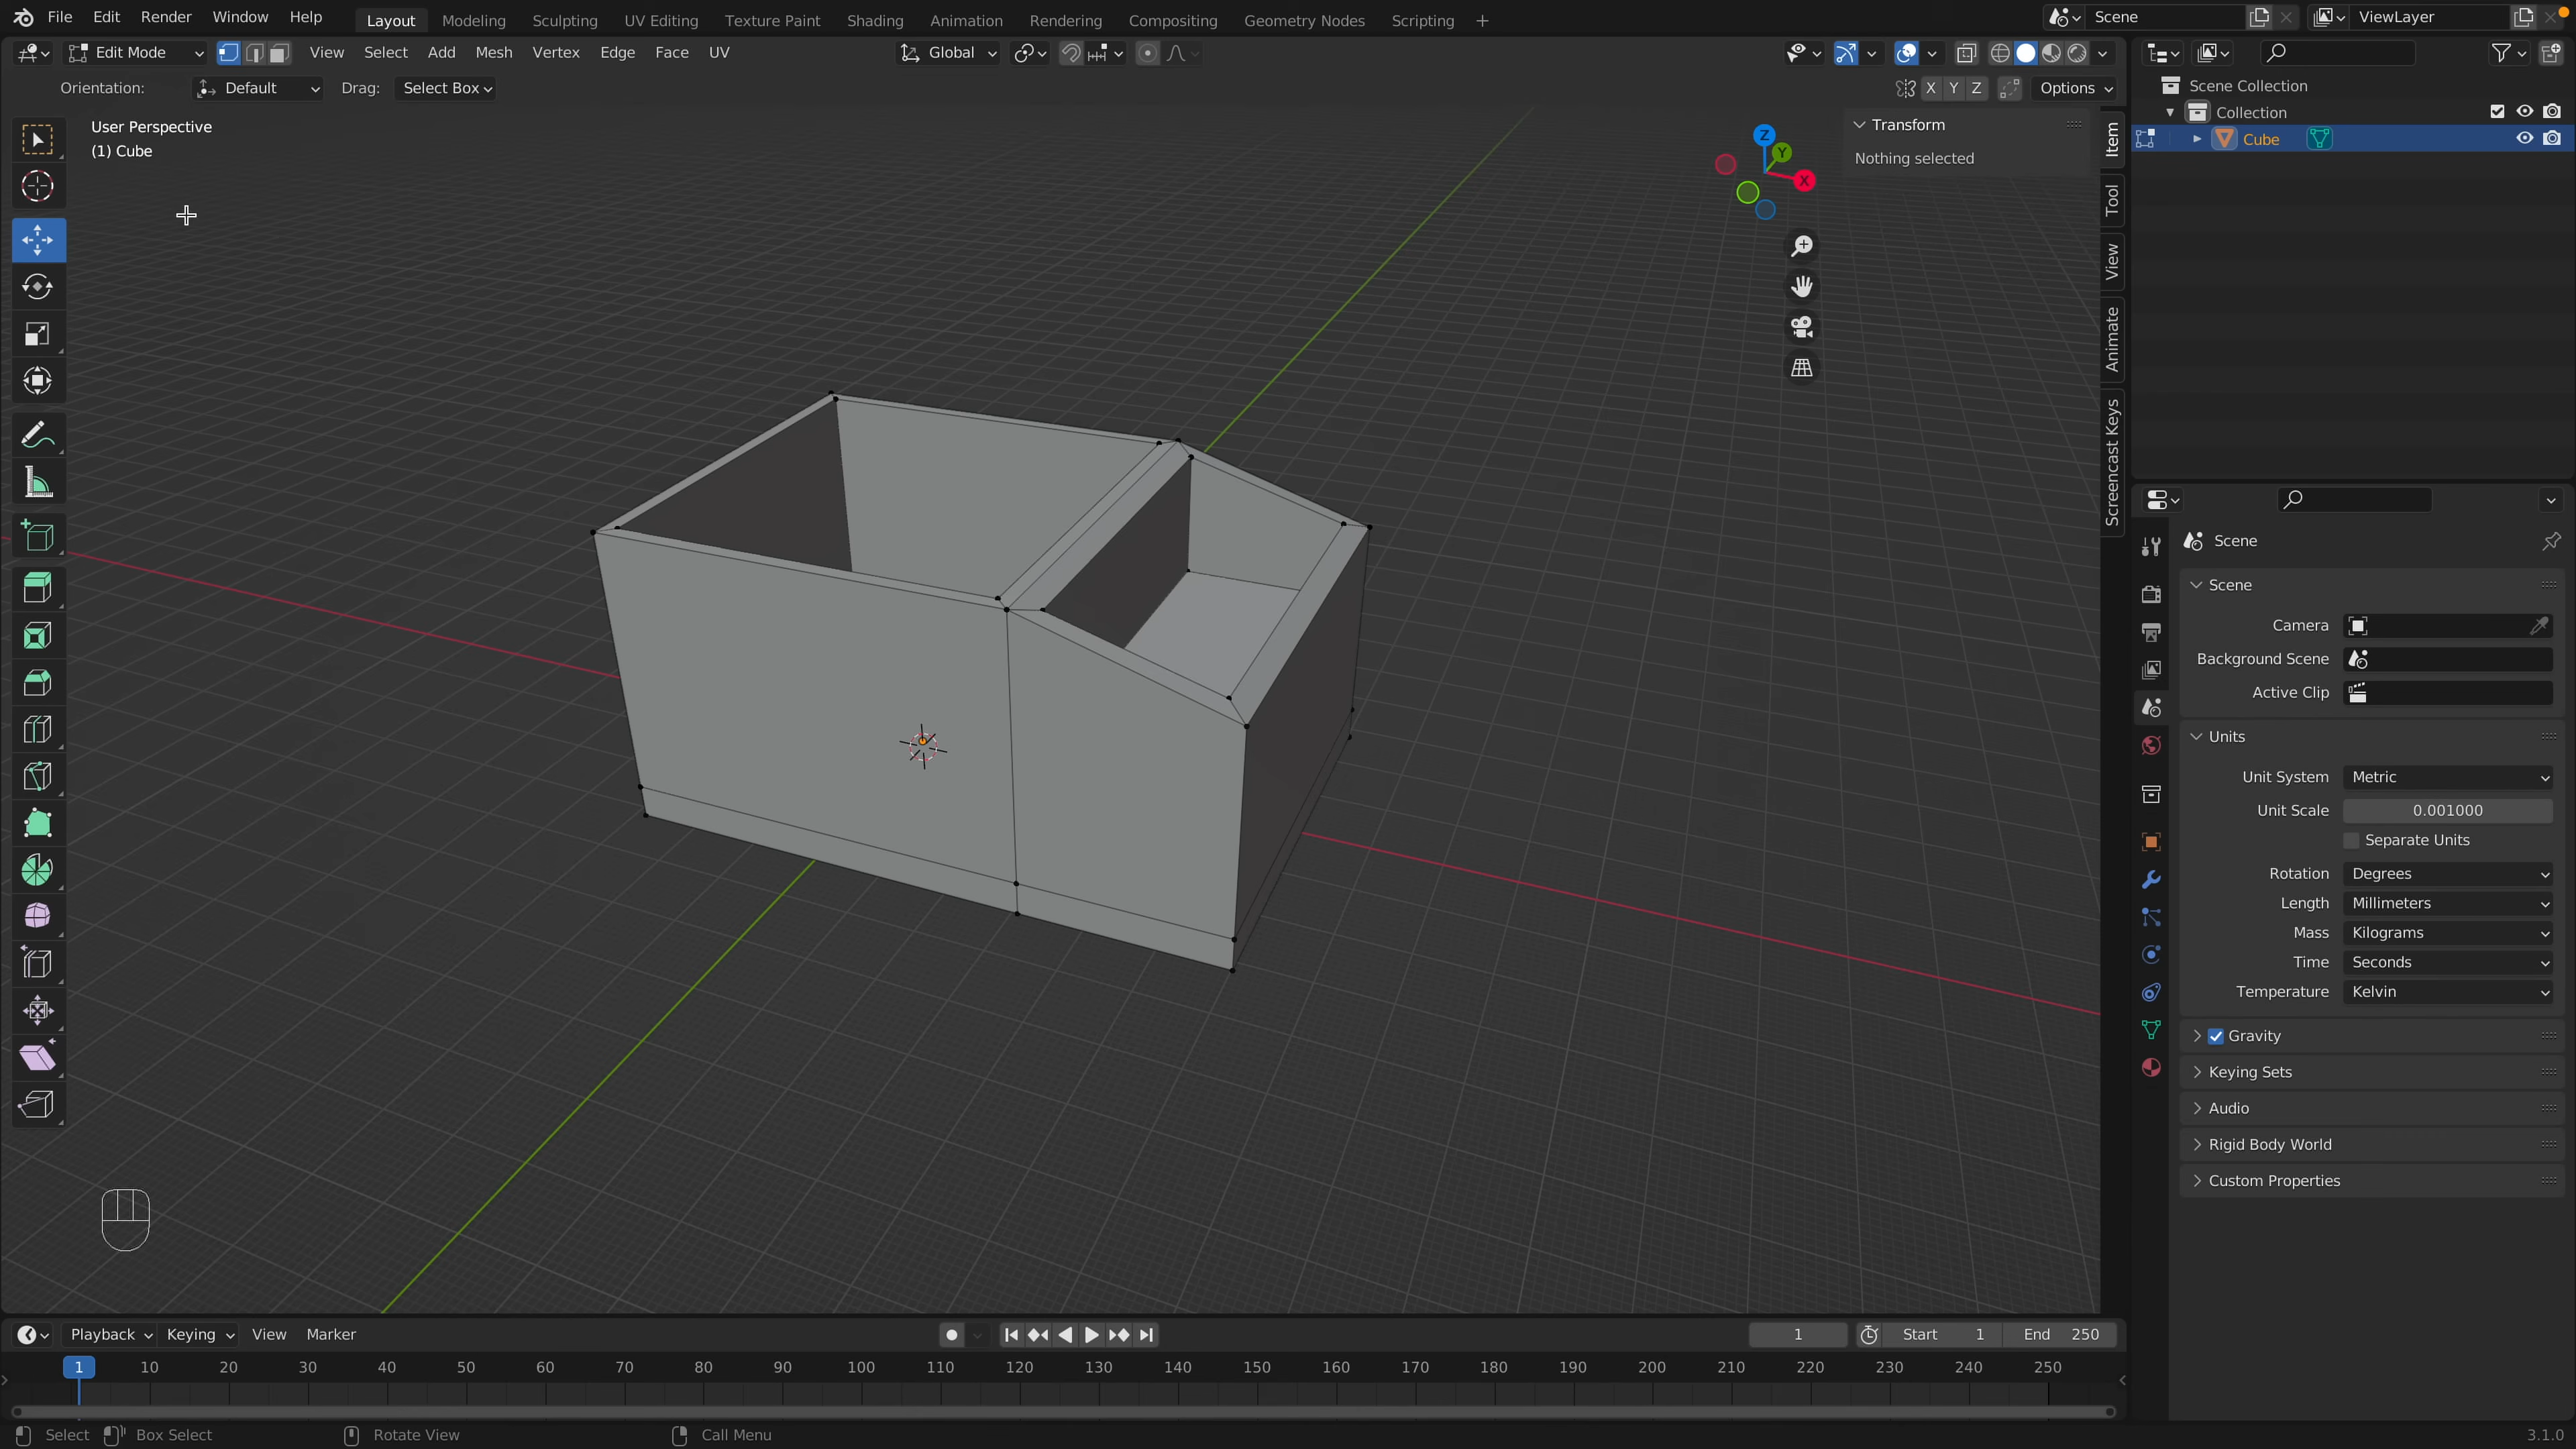 File Edit Render Window Help Layout Modeling Sculpting UV Editing Texture Paint Shading Animation Rendering Compositing Geometry Nodes Scripting + Scene ViewLayer
Edit Mode View Select Add Mesh Vertex Edge Face UV Global
Orientation: Default Drag: Select Box X Y Z Options
User Perspective
(1) Cube
Z
Y
X
Transform
Nothing selected
Item
Tool
View
Animate
Screencast Keys
Scene Collection
Collection
Cube
Scene
Scene
Camera
Background Scene
Active Clip
Units
Unit System Metric
Unit Scale 0.001000
Separate Units
Rotation Degrees
Length Millimeters
Mass Kilograms
Time Seconds
Temperature Kelvin
Gravity
Keying Sets
Audio
Rigid Body World
Custom Properties
Playback Keying View Marker 1 Start 1 End 250
1 10 20 30 40 50 60 70 80 90 100 110 120 130 140 150 160 170 180 190 200 210 220 230 240 250
Select Box Select Rotate View Call Menu 3.1.0